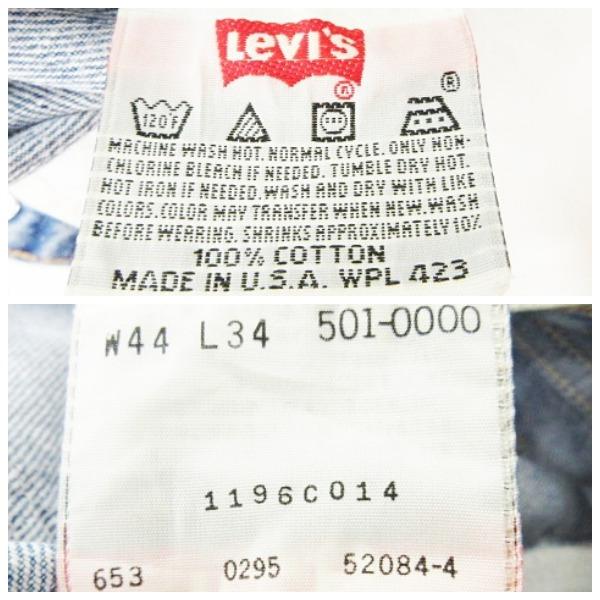 Levi's
®
®
120°F
MACHINE WASH HOT. NORMAL CYCLE. ONLY NON-
CHLORINE BLEACH IF NEEDED. TUMBLE DRY HOT.
HOT IRON IF NEEDED. WASH AND DRY WITH LIKE
COLORS. COLOR MAY TRANSFER WHEN NEW. WASH
BEFORE WEARING. SHRINKS APPROXIMATELY 10%
100% COTTON
MADE IN U.S.A. WPL 423
W44 L34 501-0000
1196C014
653 0295 52084-4